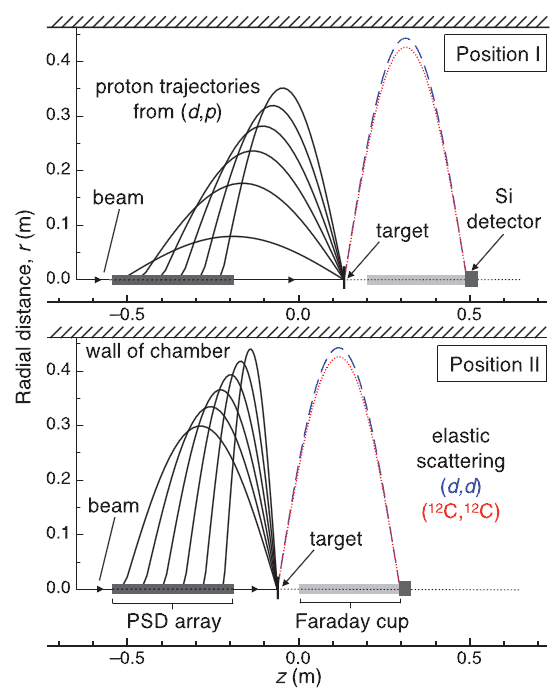 Position I
proton trajectories
from (d,p)
beam
target
Si
detector
0.4
0.3
0.2
0.1
0.0
−0.5
0.0
0.5
Radial distance, r (m)
wall of chamber
Position II
elastic
scattering
(d,d)
(¹²C,¹²C)
beam
target
0.4
0.3
0.2
0.1
0.0
PSD array
Faraday cup
−0.5
0.0
0.5
z (m)